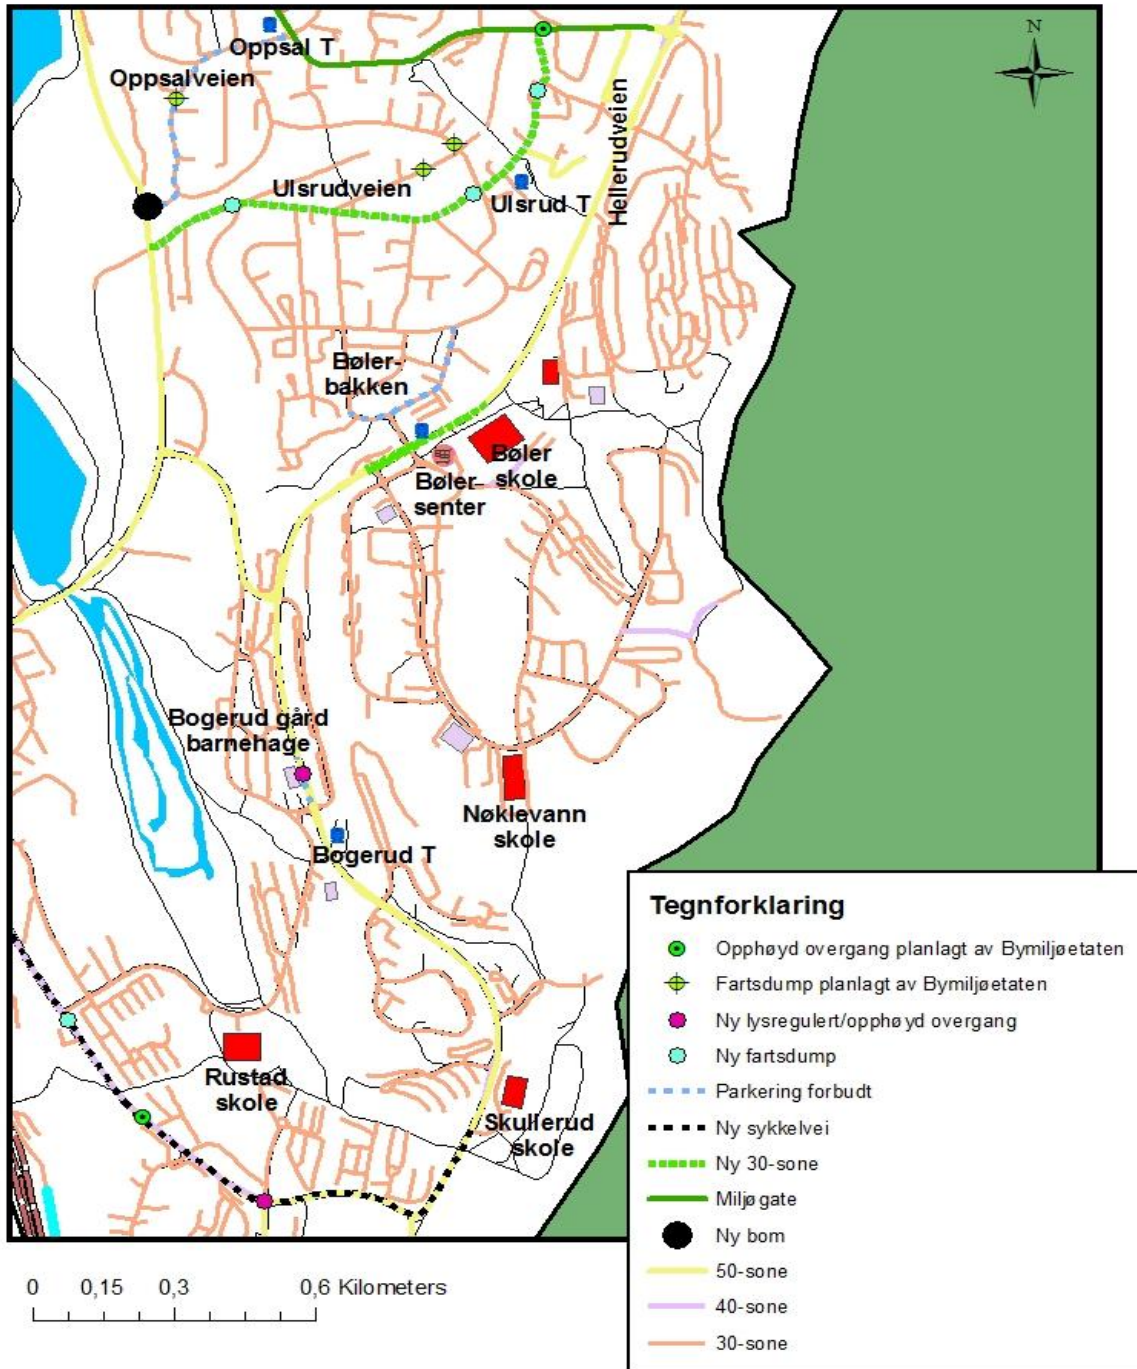 N
Oppsal T
Oppsalveien
Hellerudveien
Ulsrudveien
Ulsrud T
Bøler-
bakken
Bøler
skole
Bøler-
senter
Bogerud gård
barnehage
Nøklevann
skole
Bogerud T
Rustad
skole
Skullerud
skole
Tegnforklaring
Opphøyd overgang planlagt av Bymiljøetaten
Fartsdump planlagt av Bymiljøetaten
Ny lysregulert/opphøyd overgang
Ny fartsdump
Parkering forbudt
Ny sykkelvei
Ny 30-sone
Miljøgate
Ny bom
50-sone
40-sone
30-sone
0 0,15 0,3 0,6 Kilometers